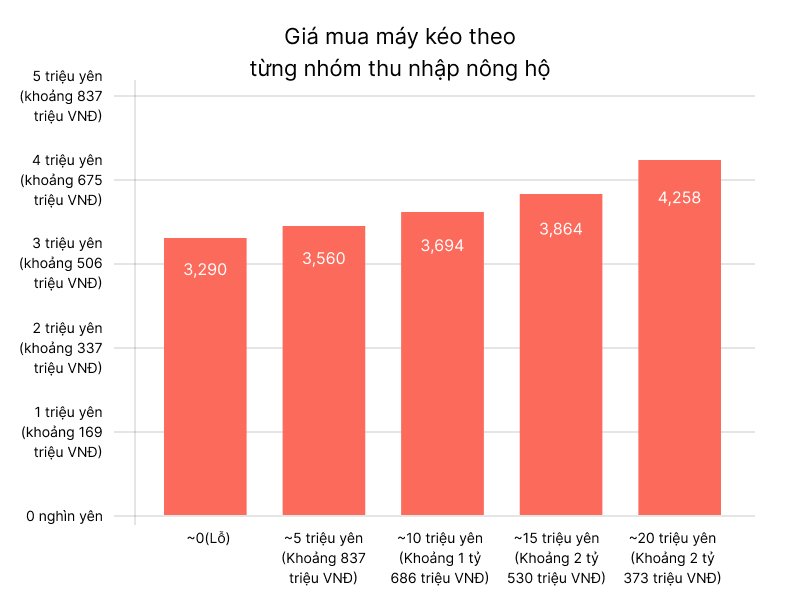 Giá mua máy kéo theo
từng nhóm thu nhập nông hộ
5 triệu yên
(khoảng 837
triệu VNĐ)
4 triệu yên
(khoảng 675
triệu VNĐ)
3 triệu yên
(khoảng 506
triệu VNĐ)
2 triệu yên
(khoảng 337
triệu VNĐ)
1 triệu yên
(khoảng 169
triệu VNĐ)
0 nghìn yên
3,290
3,560
3,694
3,864
4,258
~0(Lỗ)
~5 triệu yên
(Khoảng 837
triệu VNĐ)
~10 triệu yên
(Khoảng 1 tỷ
686 triệu VNĐ)
~15 triệu yên
(Khoảng 2 tỷ
530 triệu VNĐ)
~20 triệu yên
(Khoảng 2 tỷ
373 triệu VNĐ)